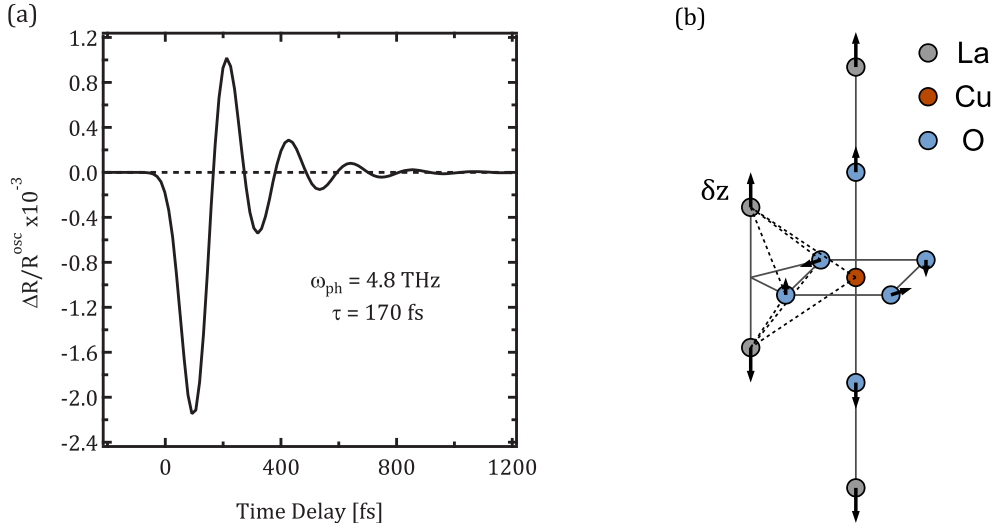 (a)
1.2
0.8
0.4
0.0
-0.4
-0.8
-1.2
-1.6
-2.0
-2.4
ΔR/R^osc x10^-3
ω_ph = 4.8 THz
τ = 170 fs
0 400 800 1200
Time Delay [fs]
(b)
La
Cu
O
δz